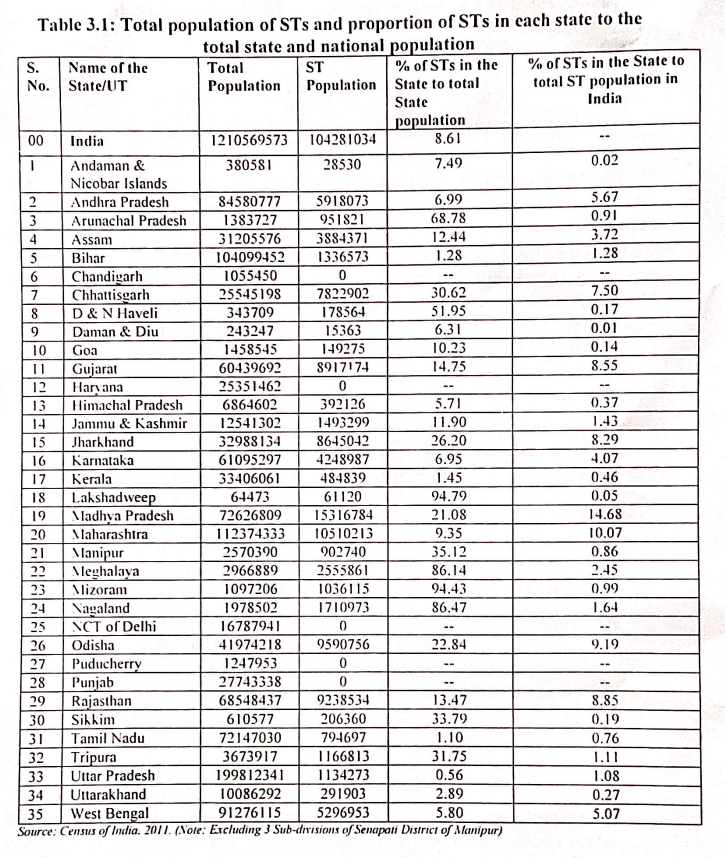 Table 3.1: Total population of STs and proportion of STs in each state to the
total state and national population
S. No. | Name of the State/UT | Total Population | ST Population | % of STs in the State to total State population | % of STs in the State to total ST population in India
00 | India | 1210569573 | 104281034 | 8.61 | --
1 | Andaman & Nicobar Islands | 380581 | 28530 | 7.49 | 0.02
2 | Andhra Pradesh | 84580777 | 5918073 | 6.99 | 5.67
3 | Arunachal Pradesh | 1383727 | 951821 | 68.78 | 0.91
4 | Assam | 31205576 | 3884371 | 12.44 | 3.72
5 | Bihar | 104099452 | 1336573 | 1.28 | 1.28
6 | Chandigarh | 1055450 | 0 | -- | --
7 | Chhattisgarh | 25545198 | 7822902 | 30.62 | 7.50
8 | D & N Haveli | 343709 | 178564 | 51.95 | 0.17
9 | Daman & Diu | 243247 | 15363 | 6.31 | 0.01
10 | Goa | 1458545 | 149275 | 10.23 | 0.14
11 | Gujarat | 60439692 | 8917174 | 14.75 | 8.55
12 | Haryana | 25351462 | 0 | -- | --
13 | Himachal Pradesh | 6864602 | 392126 | 5.71 | 0.37
14 | Jammu & Kashmir | 12541302 | 1493299 | 11.90 | 1.43
15 | Jharkhand | 32988134 | 8645042 | 26.20 | 8.29
16 | Karnataka | 61095297 | 4248987 | 6.95 | 4.07
17 | Kerala | 33406061 | 484839 | 1.45 | 0.46
18 | Lakshadweep | 64473 | 61120 | 94.79 | 0.05
19 | Madhya Pradesh | 72626809 | 15316784 | 21.08 | 14.68
20 | Maharashtra | 112374333 | 10510213 | 9.35 | 10.07
21 | Manipur | 2570390 | 902740 | 35.12 | 0.86
22 | Meghalaya | 2966889 | 2555861 | 86.14 | 2.45
23 | Mizoram | 1097206 | 1036115 | 94.43 | 0.99
24 | Nagaland | 1978502 | 1710973 | 86.47 | 1.64
25 | NCT of Delhi | 16787941 | 0 | -- | --
26 | Odisha | 41974218 | 9590756 | 22.84 | 9.19
27 | Puducherry | 1247953 | 0 | -- | --
28 | Punjab | 27743338 | 0 | -- | --
29 | Rajasthan | 68548437 | 9238534 | 13.47 | 8.85
30 | Sikkim | 610577 | 206360 | 33.79 | 0.19
31 | Tamil Nadu | 72147030 | 794697 | 1.10 | 0.76
32 | Tripura | 3673917 | 1166813 | 31.75 | 1.11
33 | Uttar Pradesh | 199812341 | 1134273 | 0.56 | 1.08
34 | Uttarakhand | 10086292 | 291903 | 2.89 | 0.27
35 | West Bengal | 91276115 | 5296953 | 5.80 | 5.07
Source: Census of India. 2011. (Note: Excluding 3 Sub-divisions of Senapati District of Manipur)